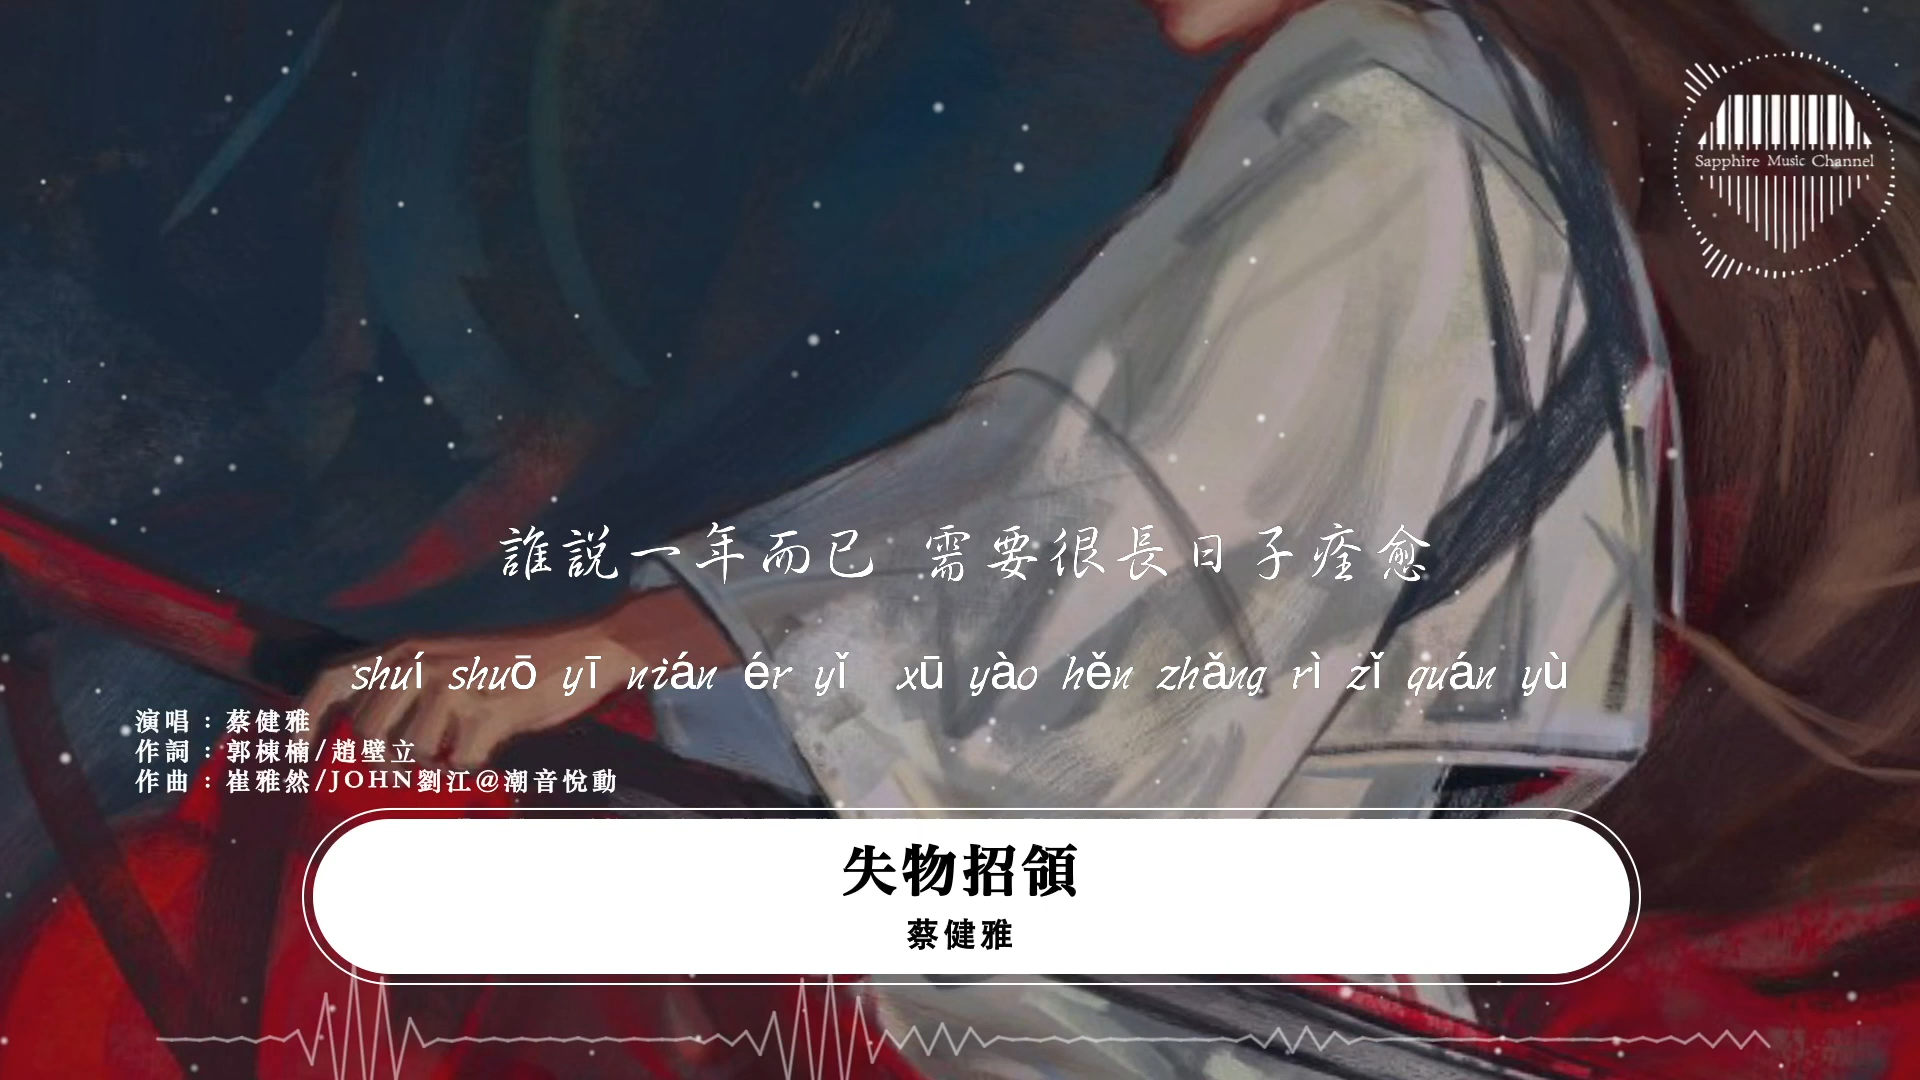 Sapphire Music Channel
誰説一年而已 需要很長日子痊愈
shuí shuō yī nián ér yǐ xū yào hěn zhǎng rì zǐ quán yù
演唱：蔡健雅
作詞：郭棟楠/趙壁立
作曲：崔雅然/JOHN劉江@潮音悅動
失物招領
蔡健雅